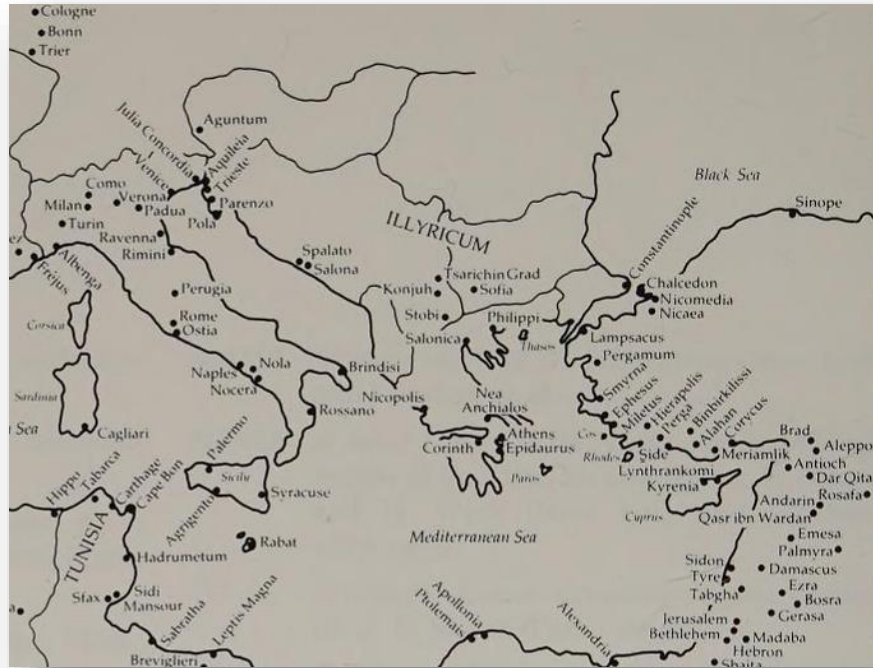 Cologne
Bonn
Trier
Aguntum
Julia Concordia
Aquileia
Trieste
Venice
Como
Verona
Milan
Padua
Parenzo
Pola
Turin
Ravenna
Rimini
Albenga
Fréjus
Black Sea
Sinope
ILLYRICUM
Constantinople
Spalato
Salona
Tsarichin Grad
Konjuh
Sofia
Chalcedon
Nicomedia
Nicaea
Perugia
Corsica
Rome
Ostia
Stobi
Philippi
Salonica
Thasos
Lampsacus
Pergamum
Nola
Naples
Nocera
Brindisi
Sardinia
Nicopolis
Nea
Anchialos
Smyrna
Ephesus
Miletus
Hierapolis
Perga
Binbirkilissi
Alahan
Corycus
Rossano
Cagliari
Sea
Palermo
Corinth
Athens
Epidaurus
Cos
Rhodes
Side
Meriamlik
Brad
Aleppo
Antioch
Dar Qita
Hippo
Tabarca
Carthage
Cape Bon
Sicily
Agrigento
Syracuse
Paros
Lynthrankomi
Kyrenia
Cyprus
Andarin
Rosafa
Qasr ibn Wardan
TUNISIA
Rabat
Mediterranean Sea
Emesa
Palmyra
Hadrumetum
Sidon
Tyre
Damascus
Tabgha
Ezra
Bosra
Sfax
Sidi
Mansour
Sabratha
Leptis Magna
Breviglieri
Apollonia
Ptolemais
Alexandria
Jerusalem
Bethlehem
Gerasa
Madaba
Hebron
Shaita